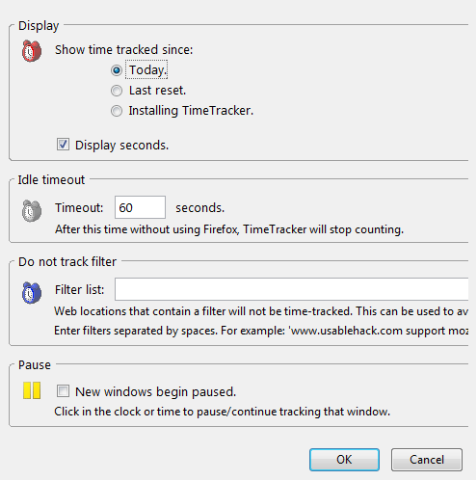 Display
Show time tracked since:
Today.
Last reset.
Installing TimeTracker.
Display seconds.
Idle timeout
Timeout: 60 seconds.
After this time without using Firefox, TimeTracker will stop counting.
Do not track filter
Filter list:
Web locations that contain a filter will not be time-tracked. This can be used to av
Enter filters separated by spaces. For example: 'www.usablehack.com support moz
Pause
New windows begin paused.
Click in the clock or time to pause/continue tracking that window.
OK Cancel